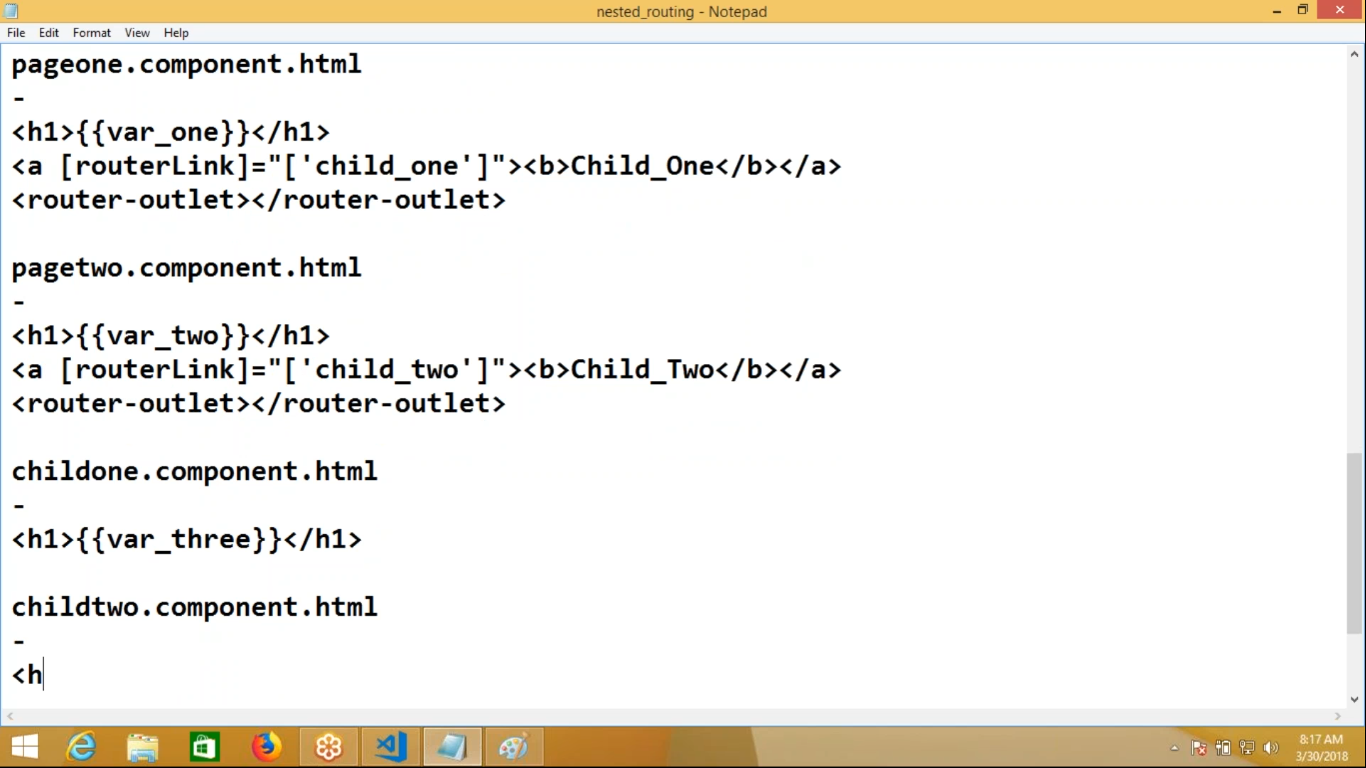 nested_routing - Notepad
File Edit Format View Help
pageone.component.html
-
<h1>{{var_one}}</h1>
<a [routerLink]="['child_one']"><b>Child_One</b></a>
<router-outlet></router-outlet>
pagetwo.component.html
-
<h1>{{var_two}}</h1>
<a [routerLink]="['child_two']"><b>Child_Two</b></a>
<router-outlet></router-outlet>
childone.component.html
-
<h1>{{var_three}}</h1>
childtwo.component.html
-
<h
8:17 AM
3/30/2018